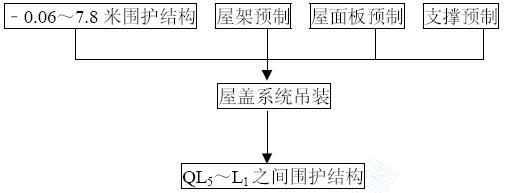 ﹣0.06～7.8 米围护结构
屋架预制
屋面板预制
支撑预制
屋盖系统吊装
QL5～L1之间围护结构